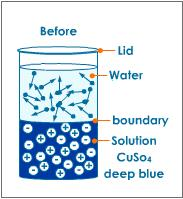 Before
Lid
Water
boundary
Solution
CuSo4
deep blue